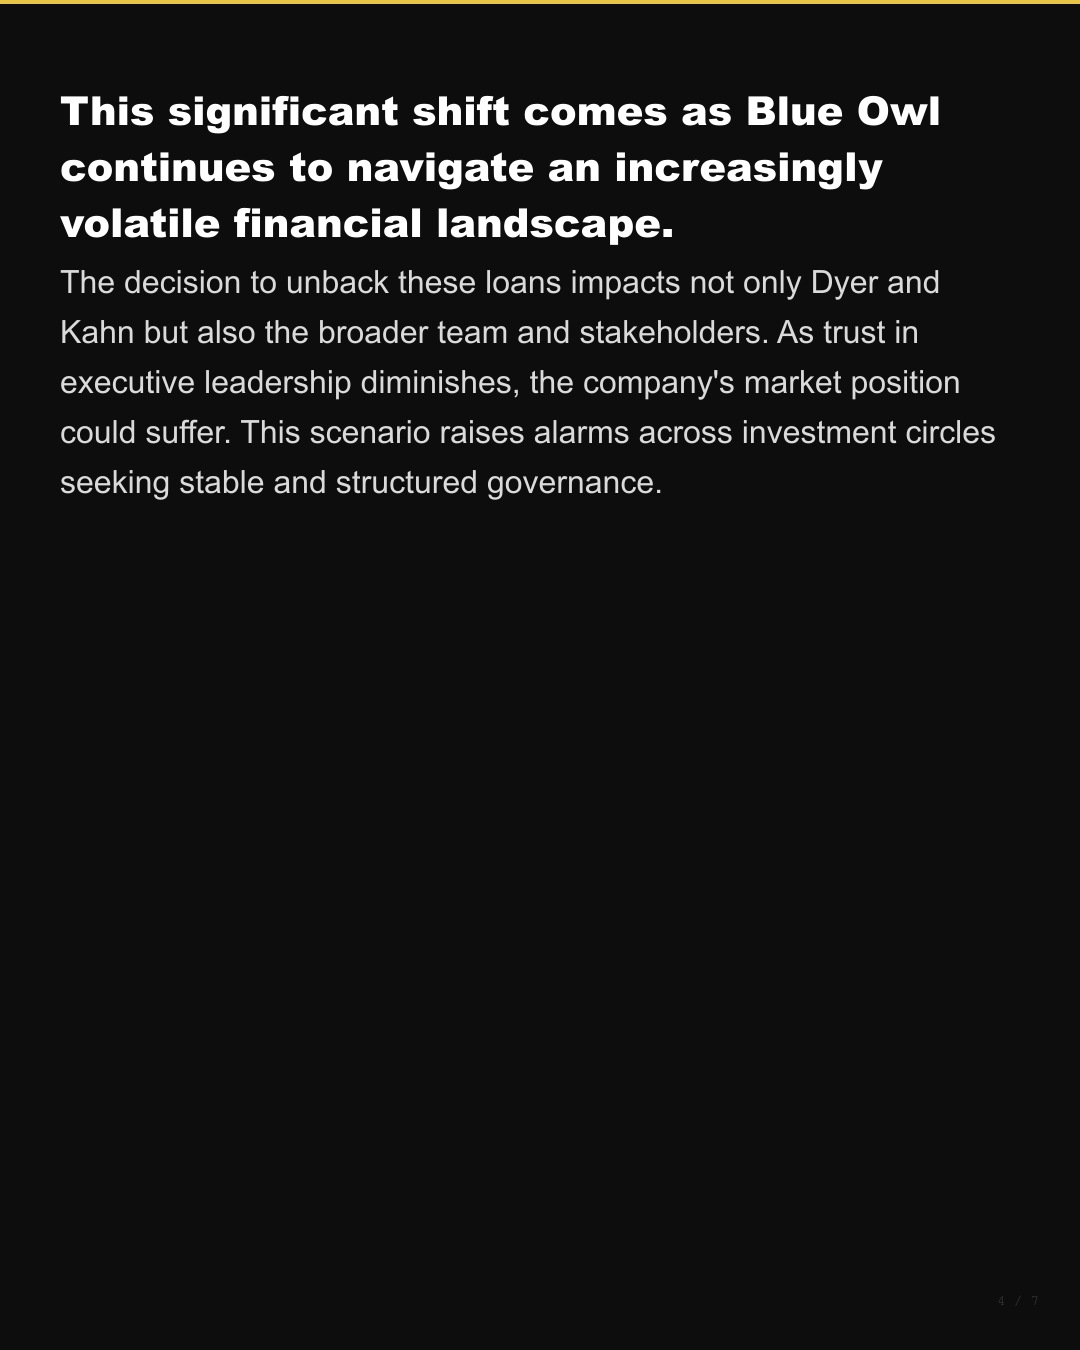 This significant shift comes as Blue Owl
continues to navigate an increasingly
volatile financial landscape.
The decision to unback these loans impacts not only Dyer and
Kahn but also the broader team and stakeholders. As trust in
executive leadership diminishes, the company's market position
could suffer. This scenario raises alarms across investment circles
seeking stable and structured governance.
4 / 7